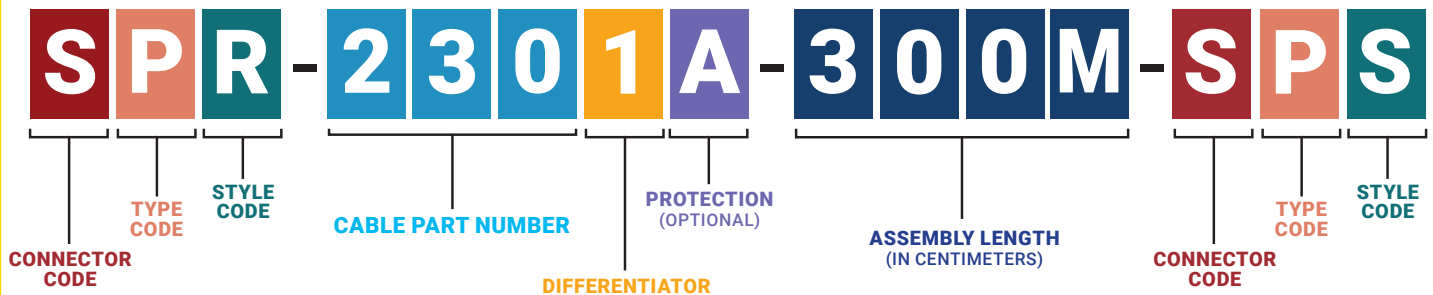 SPR-2301A-300M-SPS
CONNECTOR
CODE
TYPE
CODE
STYLE
CODE
CABLE PART NUMBER
DIFFERENTIATOR
PROTECTION
(OPTIONAL)
ASSEMBLY LENGTH
(IN CENTIMETERS)
CONNECTOR
CODE
TYPE
CODE
STYLE
CODE